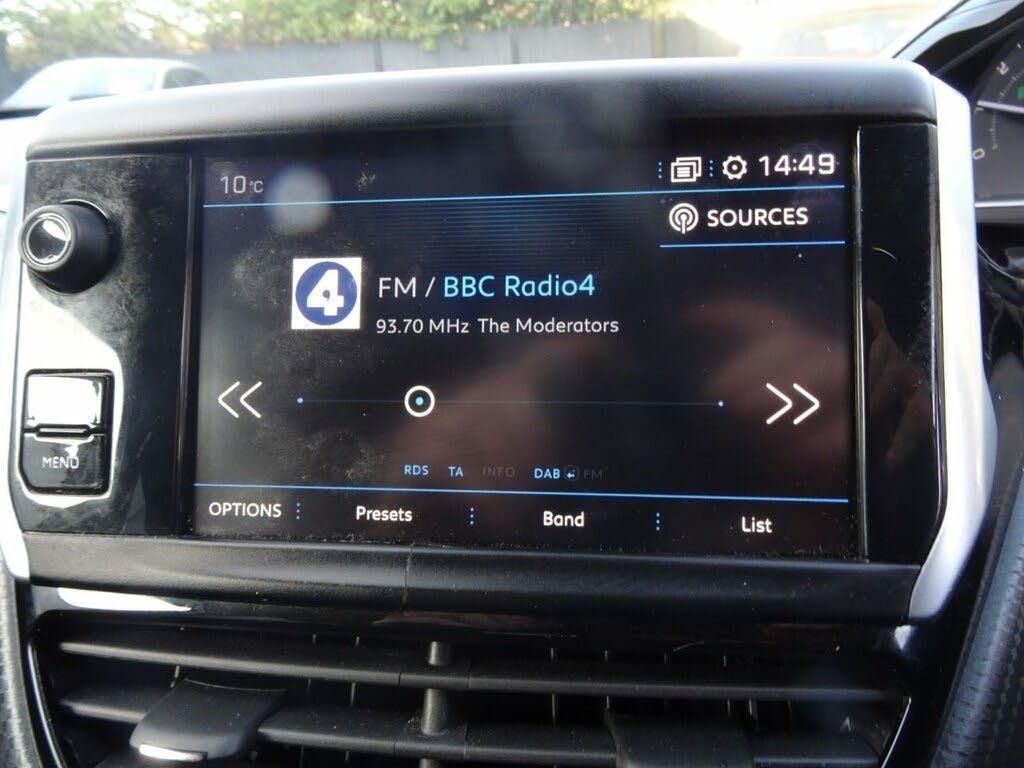 10°C
14:49
SOURCES
4
FM / BBC Radio4
93.70 MHz The Moderators
MENU
RDS TA INFO DAB FM
OPTIONS Presets Band List
0